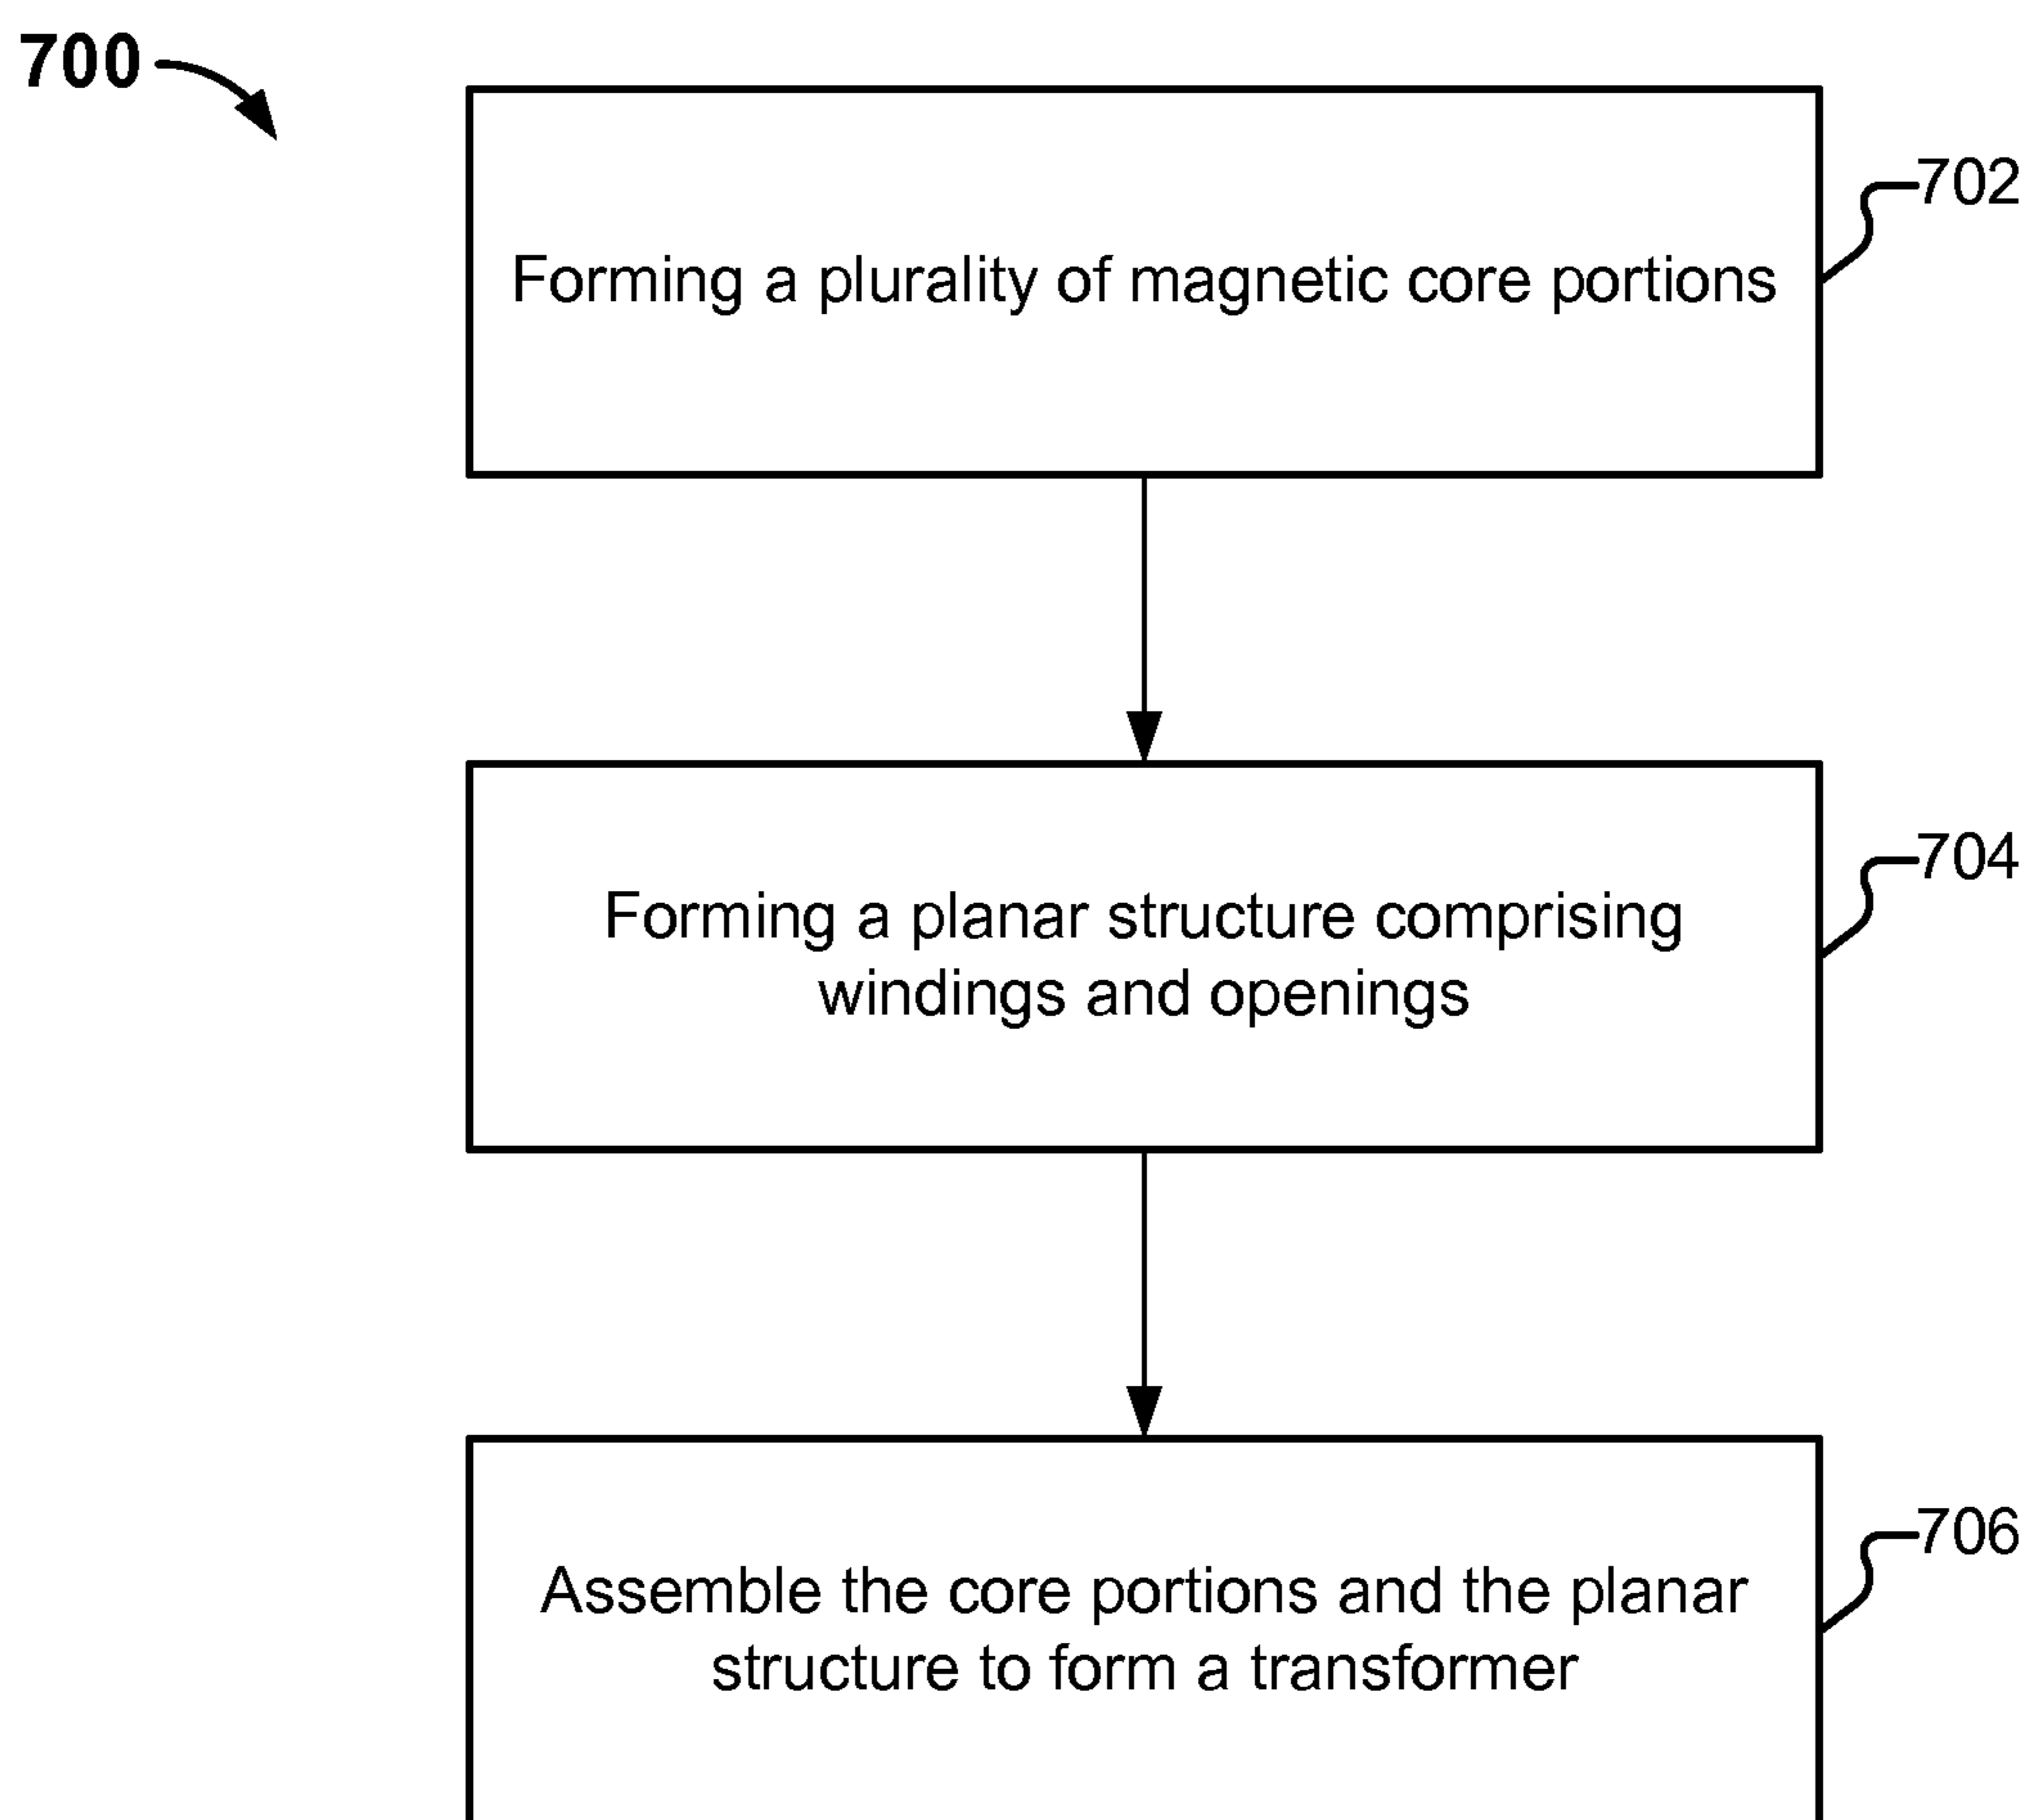 700
702
Forming a plurality of magnetic core portions
704
Forming a planar structure comprising
windings and openings
706
Assemble the core portions and the planar
structure to form a transformer